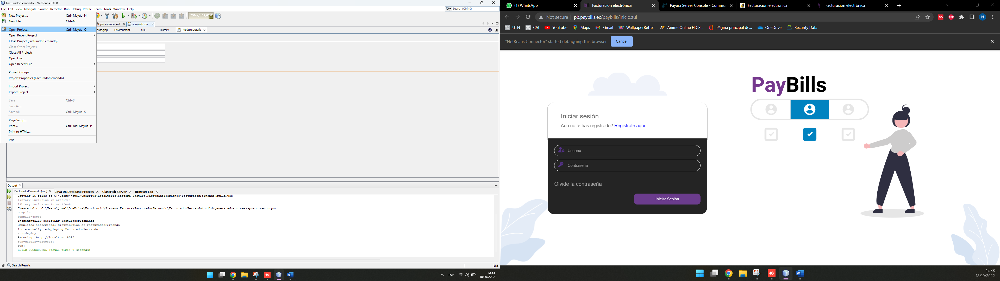 FacturadorFernando - NetBeans IDE 8.2
File Edit View Navigate Source Refactor Run Debug Profile Team Tools Window Help
Search (Ctrl+I)
New Project... Ctrl+Mayús+N
New File... Ctrl+N
Open Project... Ctrl+Mayús+O
Open Recent Project
Close Project (FacturadorFernando)
Close Other Projects
Close All Projects
Open File...
Open Recent File
Project Groups...
Project Properties (FacturadorFernando)
Import Project
Export Project
Save Ctrl+S
Save As...
Save All Ctrl+Mayús+S
Page Setup...
Print... Ctrl+Alt+Mayús+P
Print to HTML...
Exit
230,4/402,0MB
persistence.xml sun-web.xml
essaging Environment XML History Module Details
Output
FacturadorFernando (run) Java DB Database Process GlassFish Server Browser Log
Copying 18 files to C:\Users\jowel\OneDrive\Escritorio\Sistema Factura\FacturadorFernando\FacturadorFernando\build\web
library-inclusion-in-archive:
library-inclusion-in-manifest:
Created dir: C:\Users\jowel\OneDrive\Escritorio\Sistema Factura\FacturadorFernando\FacturadorFernando\build\generated-sources\ap-source-output
compile:
compile-jsps:
Incrementally deploying FacturadorFernando
Completed incremental distribution of FacturadorFernando
Incrementally redeploying FacturadorFernando
run-deploy:
Browsing: http://localhost:8080
run-display-browser:
run:
BUILD SUCCESSFUL (total time: 7 seconds)
Search Results
INS
ESP
12:38
18/10/2022
(1) WhatsApp
Facturacion electrónica
Payara Server Console - Common
Facturacion electrónica
Facturacion electrónica
Not secure | pb.paybills.ec/paybills/inicio.zul
ABP
N
UTN CAI YouTube Maps Gmail WallpaperBetter AF Anime Online HD S... Página principal de... OneDrive Security Data
"NetBeans Connector" started debugging this browser Cancel
PayBills
Iniciar sesión
Aún no te has registrado? Registrate aquí
Usuario
Contraseña
Olvide la contraseña
Iniciar Sesión
12:38
18/10/2022